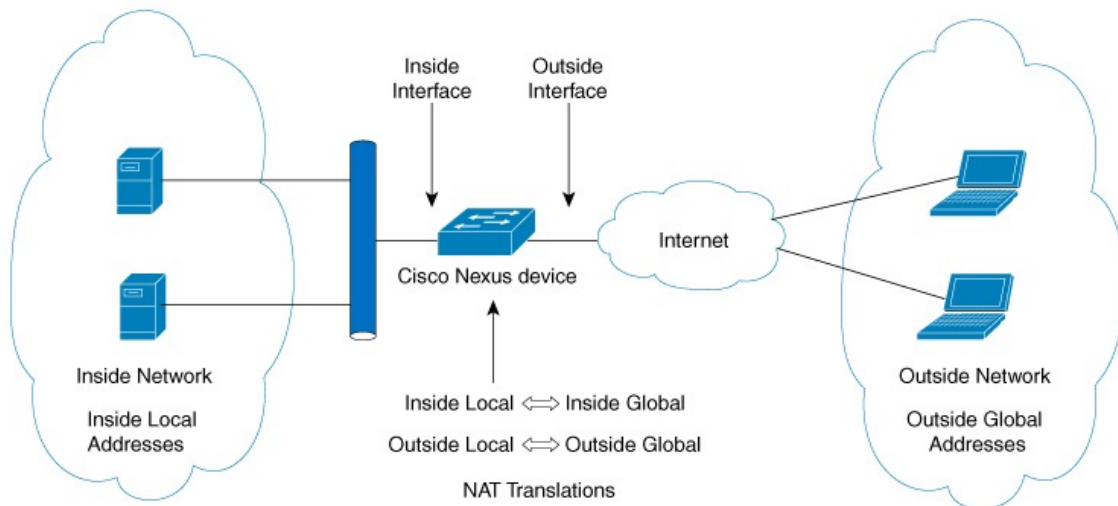 Inside
Interface
Outside
Interface
Internet
Cisco Nexus device
Inside Network
Inside Local
Addresses
Outside Network
Outside Global
Addresses
Inside Local ⇔ Inside Global
Outside Local ⇔ Outside Global
NAT Translations